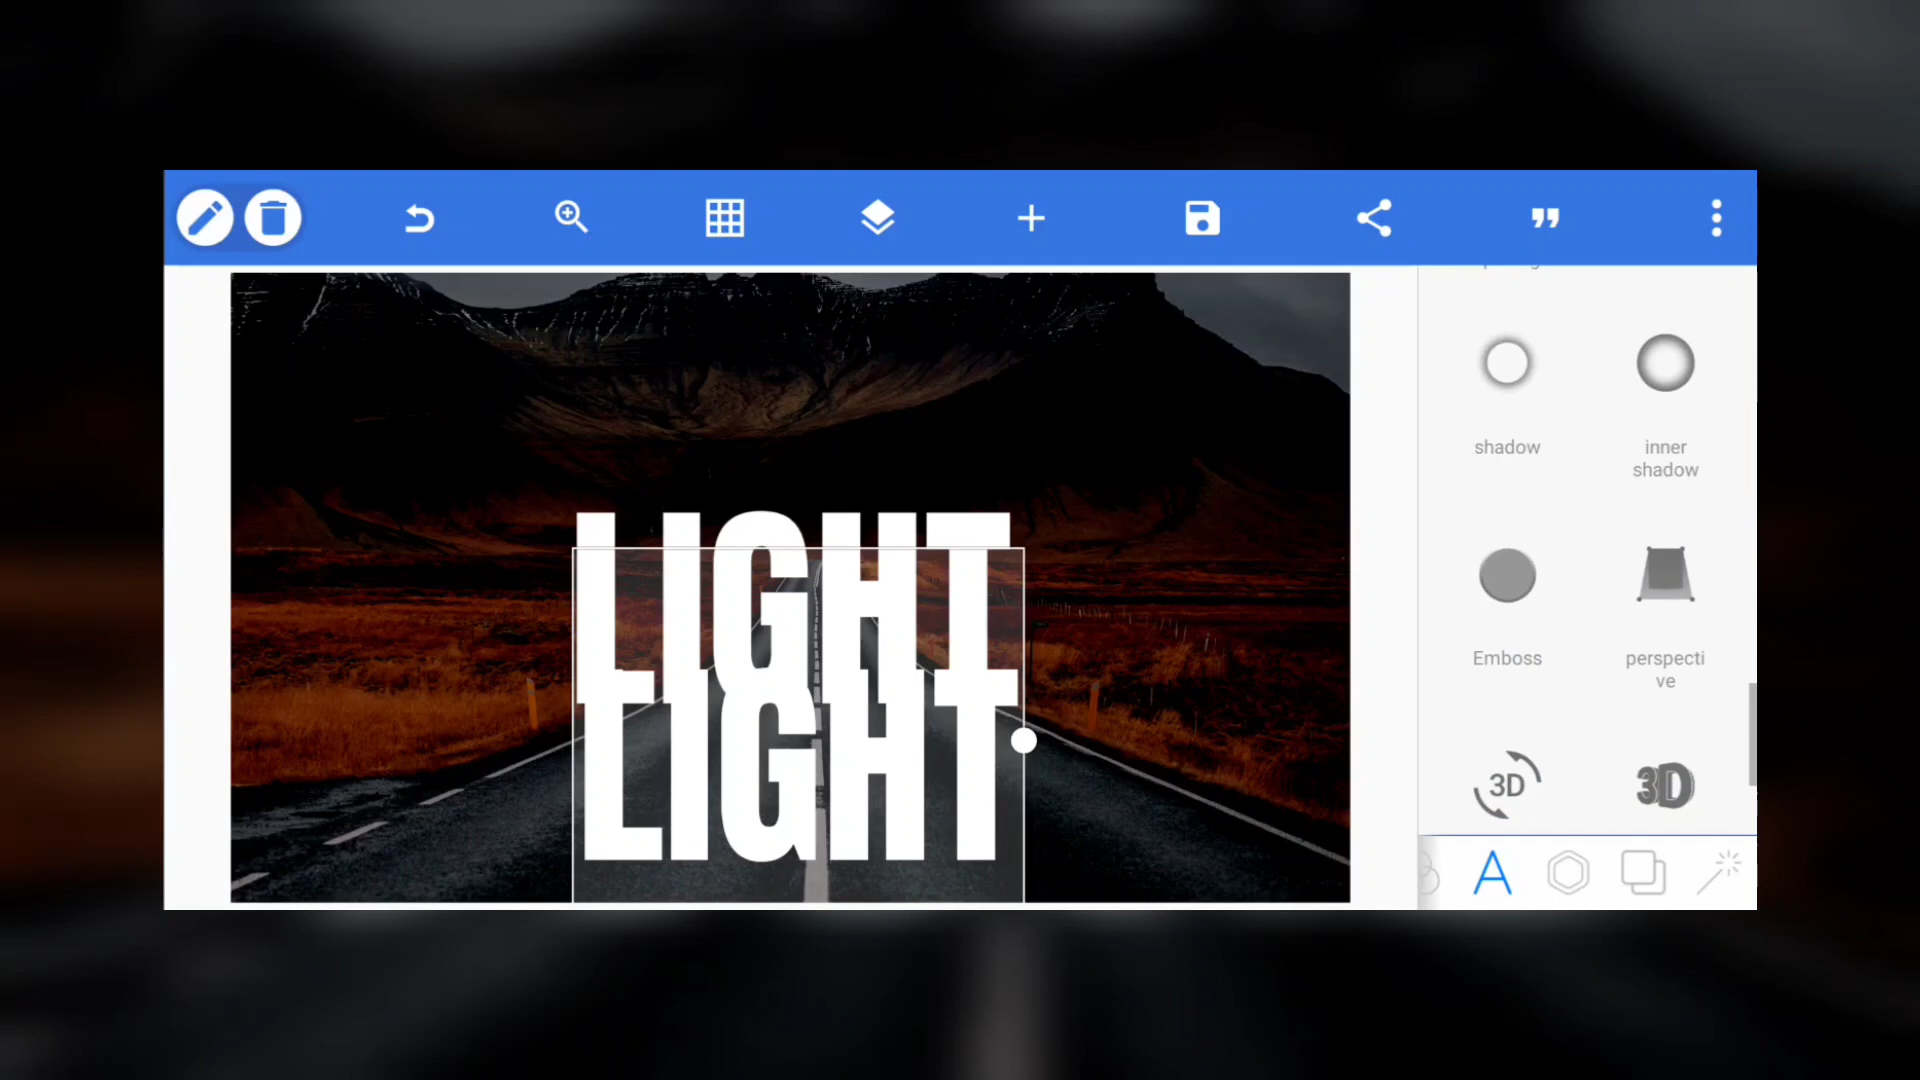 shadow
inner
shadow
LIGHT
LIGHT
Emboss
perspecti
ve
3D
3D
A